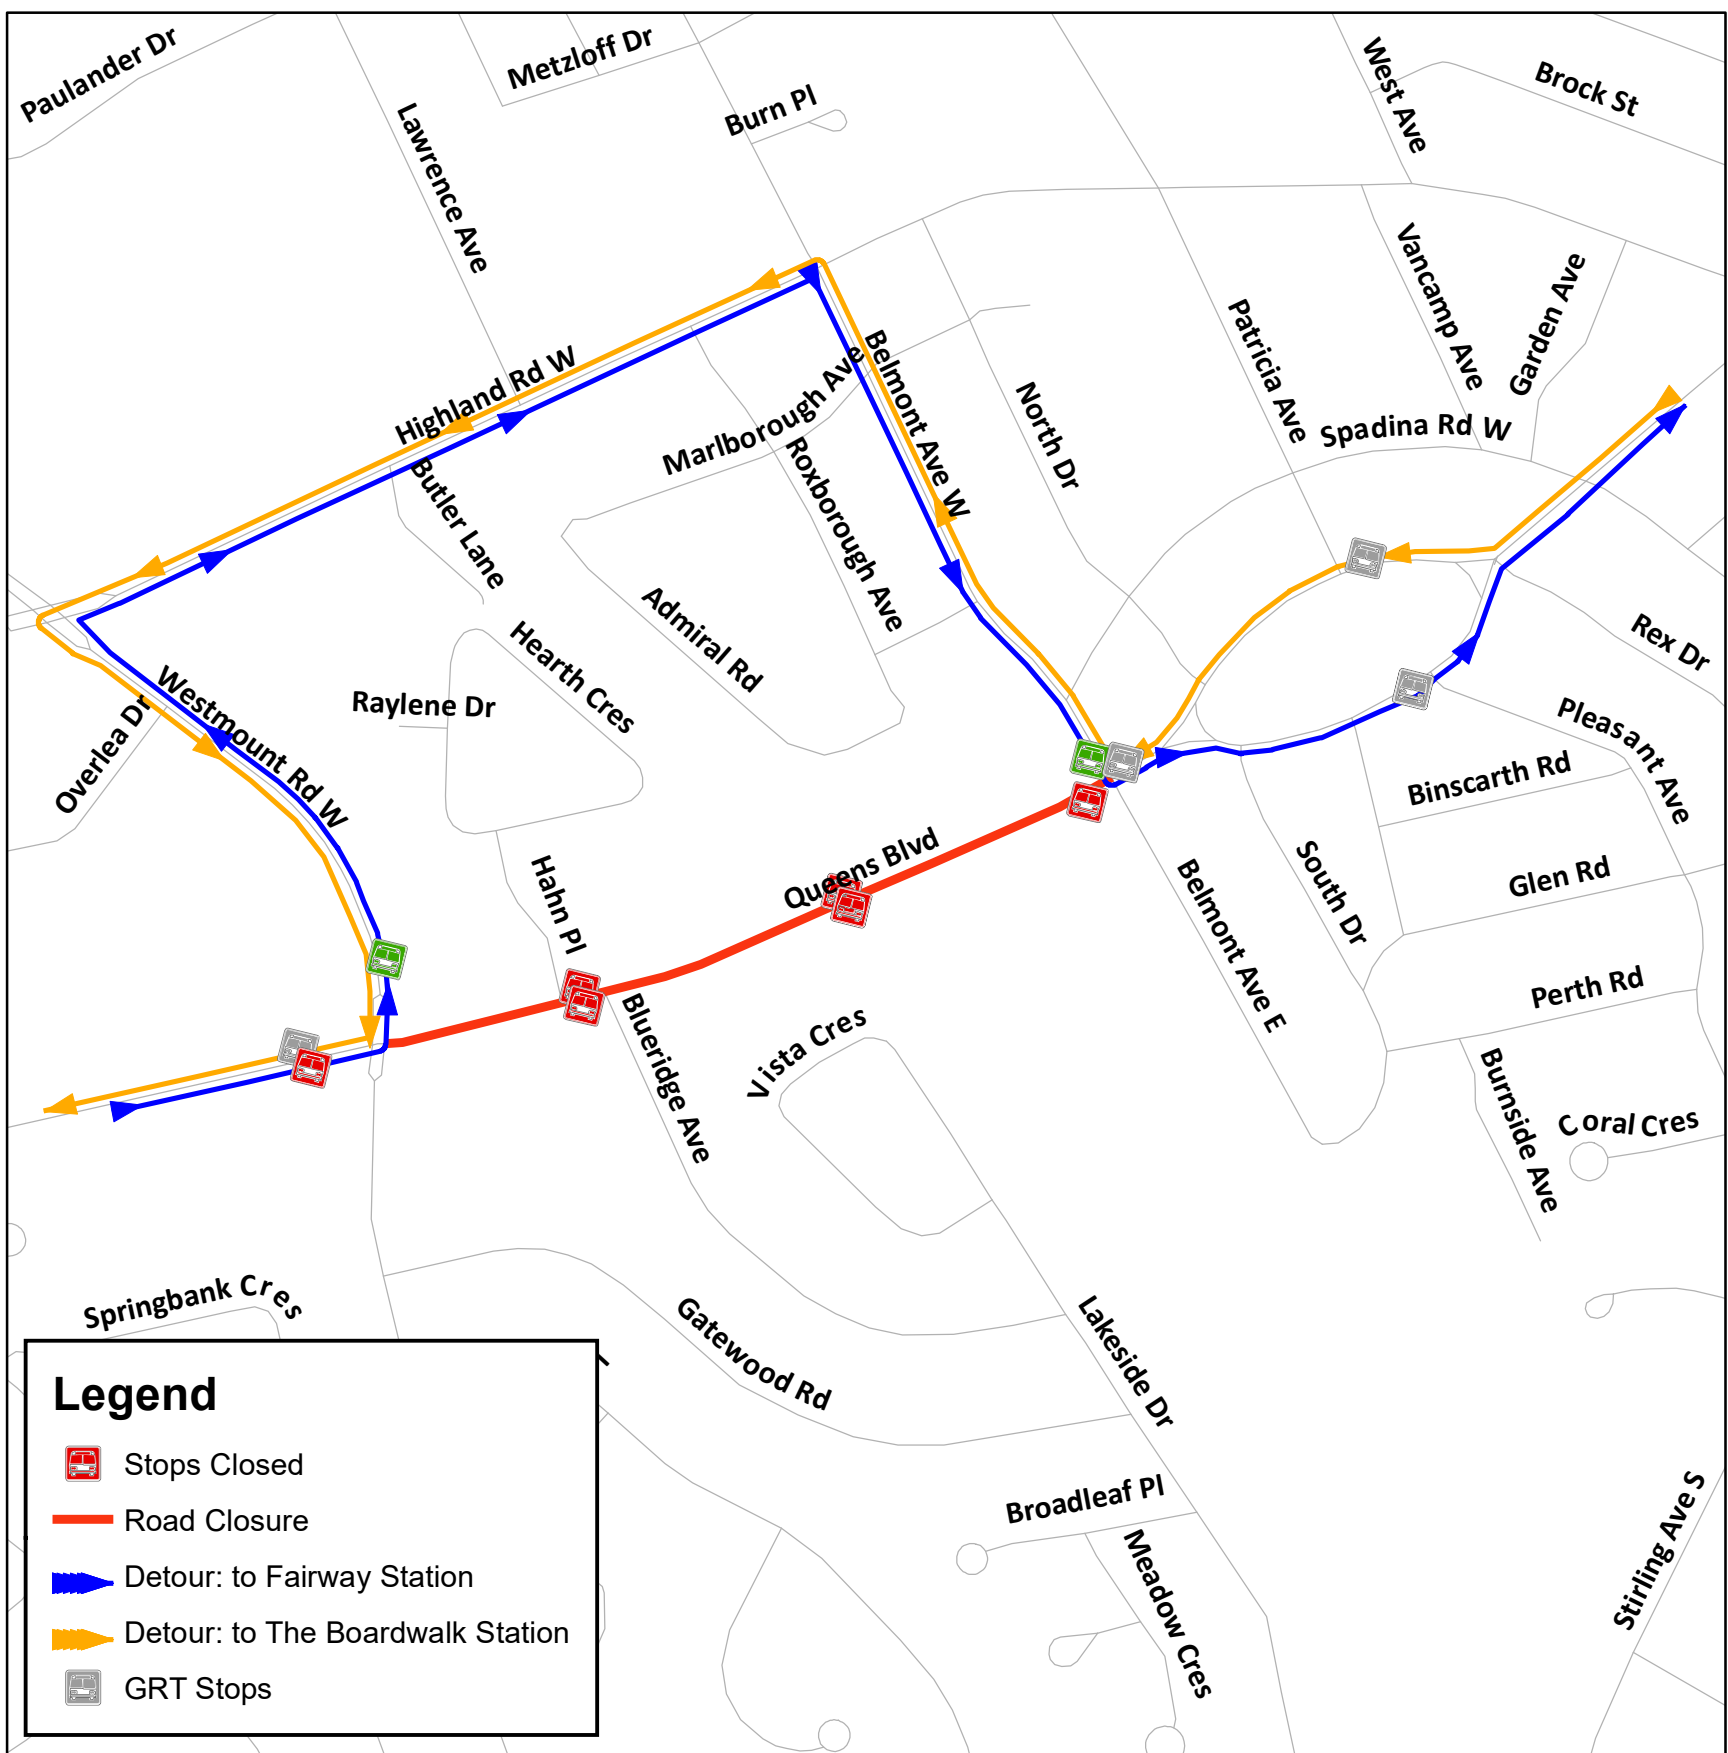 Paulander Dr
Metzloff Dr
Burn Pl
West Ave
Brock St
Lawrence Ave
Vancamp Ave
Garden Ave
Patricia Ave
Highland Rd W
Marlborough Ave
Belmont Ave W
North Dr
Spadina Rd W
Butler Lane
Roxborough Ave
Admiral Rd
Hearth Cres
Raylene Dr
Rex Dr
Westmount Rd W
Overlea Dr
Pleasant Ave
Binscarth Rd
Queens Blvd
Hahn Pl
Belmont Ave E
South Dr
Glen Rd
Perth Rd
Blueridge Ave
Vista Cres
Burnside Ave
Coral Cres
Springbank Cres
Gatewood Rd
Lakeside Dr
Broadleaf Pl
Meadow Cres
Stirling Ave S
Legend
Stops Closed
Road Closure
Detour: to Fairway Station
Detour: to The Boardwalk Station
GRT Stops